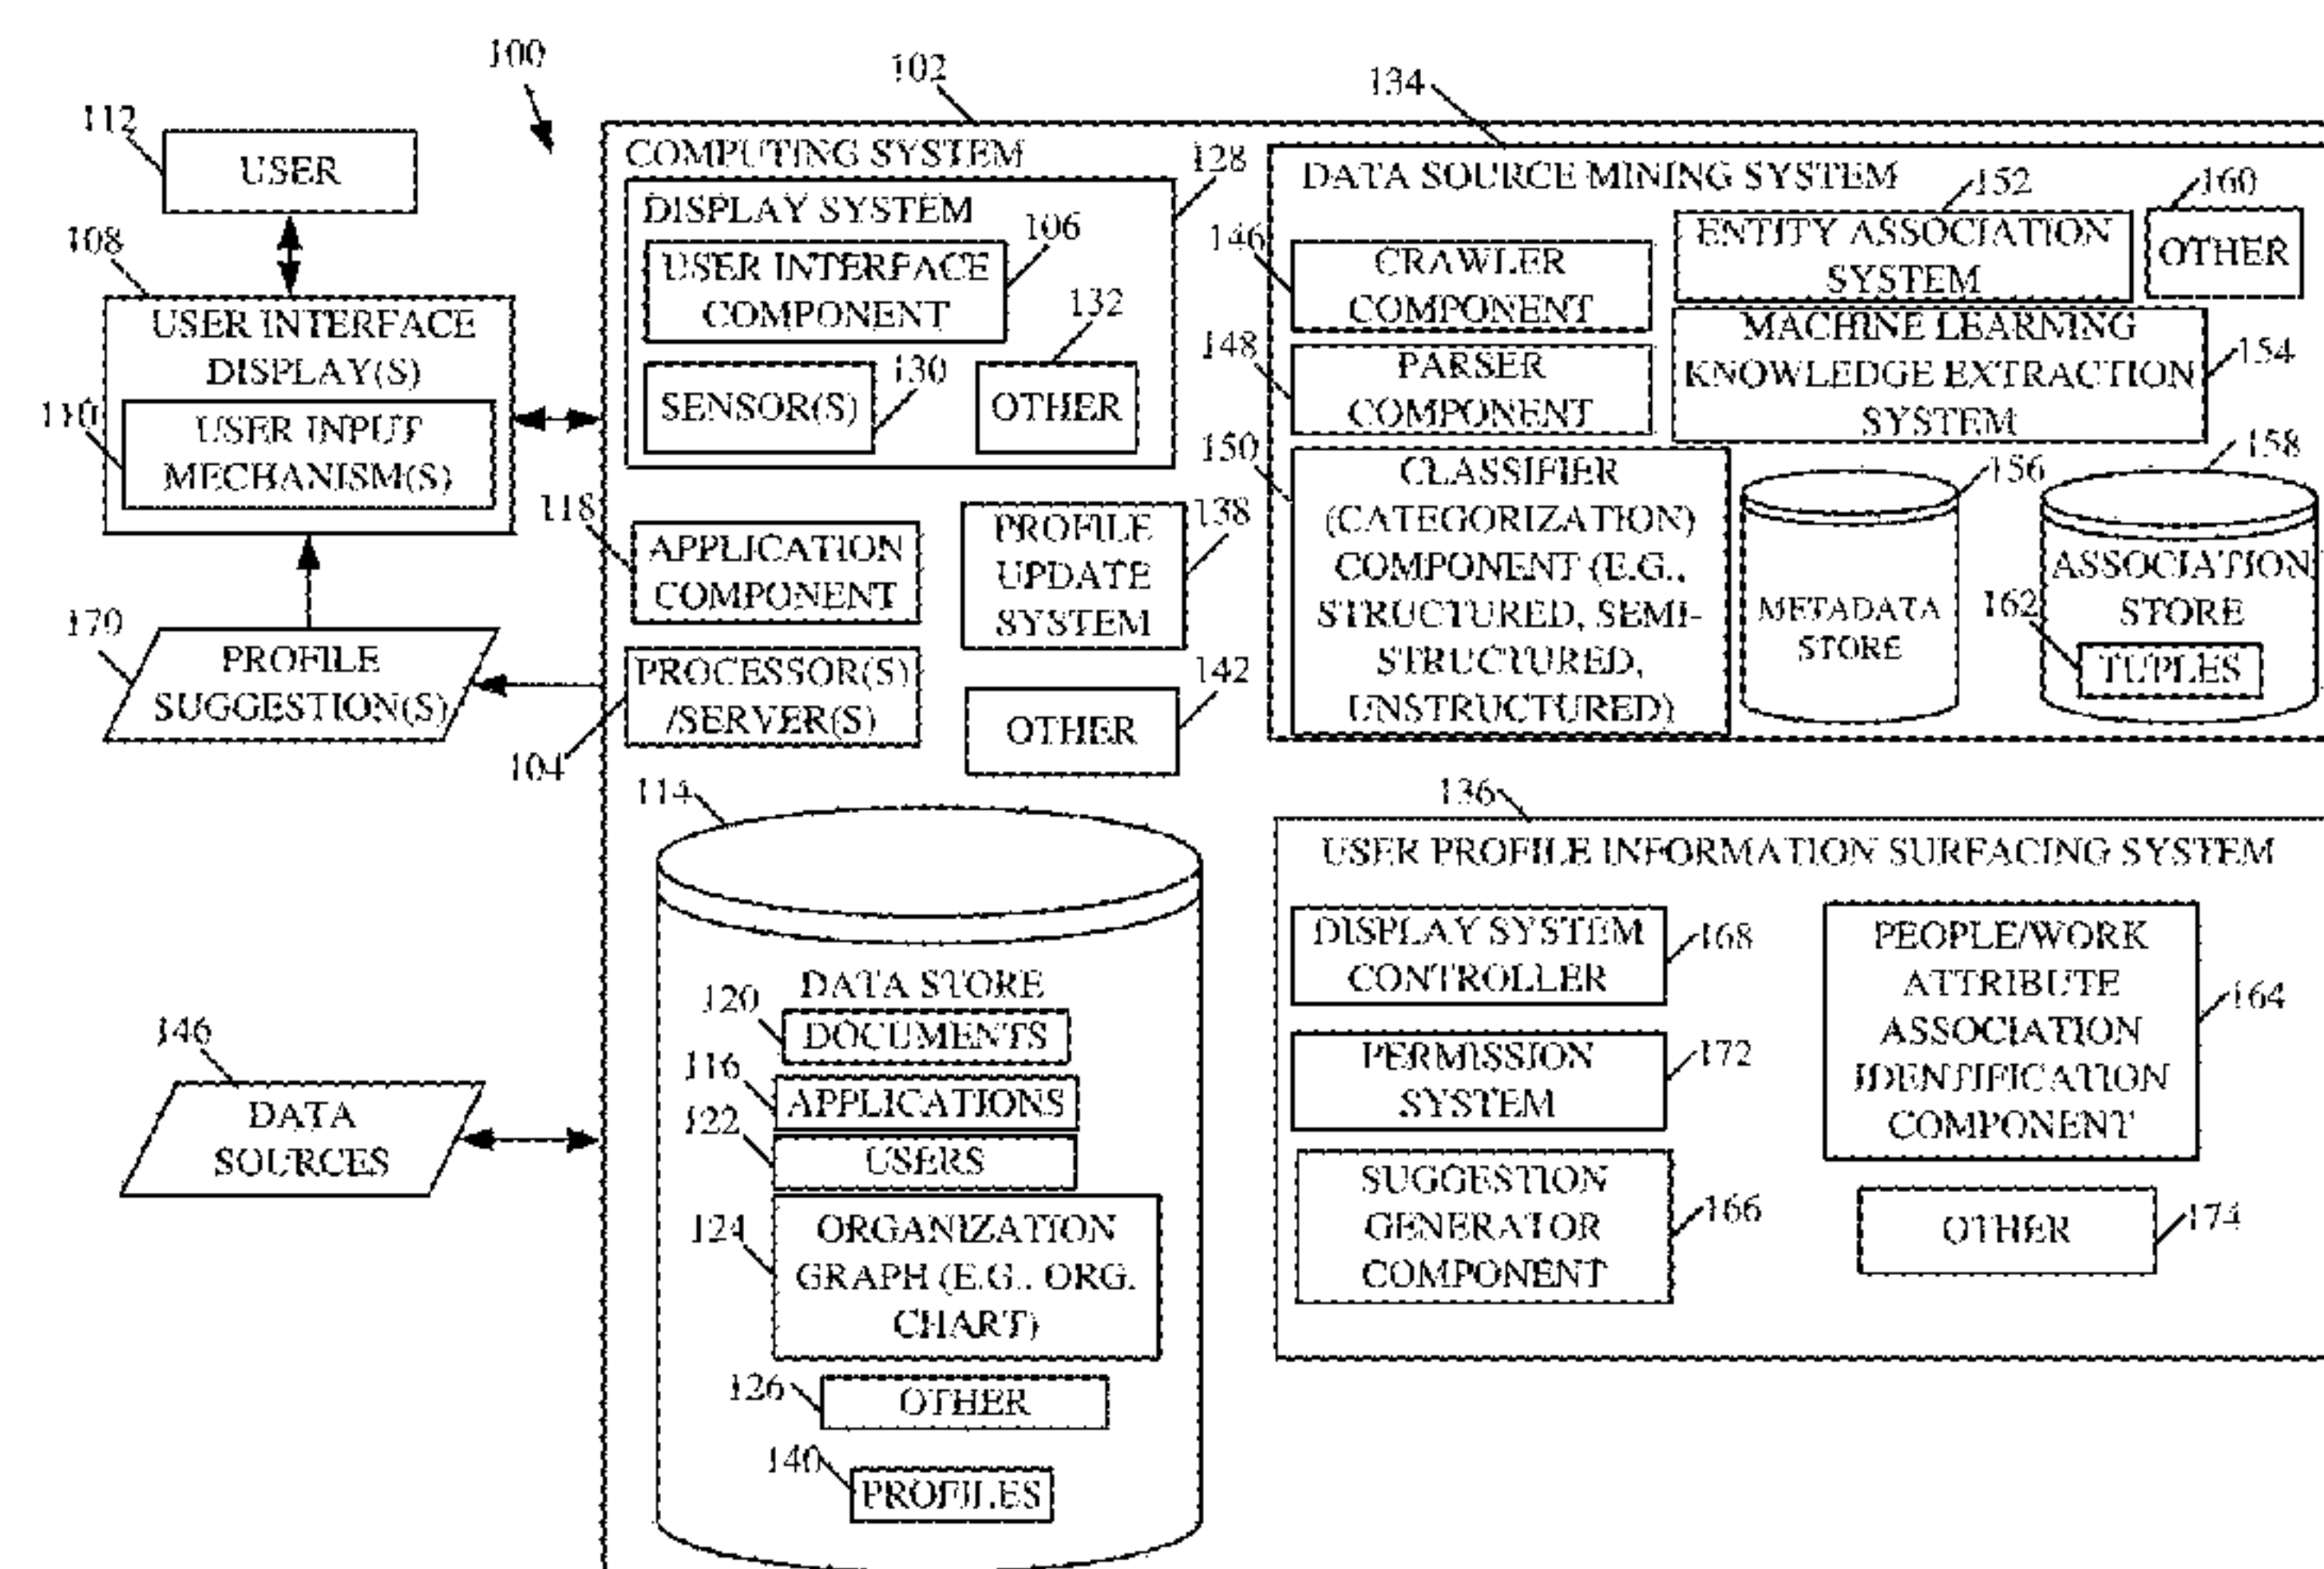 100
102
134
112
USER
108
USER INTERFACE
DISPLAY(S)
110
USER INPUT
MECHANISM(S)
170
PROFILE
SUGGESTION(S)
146
DATA
SOURCES
COMPUTING SYSTEM
128
DISPLAY SYSTEM
106
USER INTERFACE
COMPONENT
132
SENSOR(S)
130
OTHER
118
APPLICATION
COMPONENT
PROFILE
UPDATE
SYSTEM
138
PROCESSOR(S)
/SERVER(S)
104
OTHER
142
114
DATA STORE
120
DOCUMENTS
116
APPLICATIONS
122
USERS
124
ORGANIZATION
GRAPH (E.G., ORG.
CHART)
126
OTHER
140
PROFILES
DATA SOURCE MINING SYSTEM
152
160
146
CRAWLER
COMPONENT
ENTITY ASSOCIATION
SYSTEM
OTHER
148
PARSER
COMPONENT
MACHINE LEARNING
KNOWLEDGE EXTRACTION
SYSTEM
154
150
CLASSIFIER
(CATEGORIZATION)
COMPONENT (E.G.,
STRUCTURED, SEMI-
STRUCTURED,
UNSTRUCTURED)
156
METADATA
STORE
158
ASSOCIATION
STORE
162
TUPLES
136
USER PROFILE INFORMATION SURFACING SYSTEM
DISPLAY SYSTEM
CONTROLLER
168
PERMISSION
SYSTEM
172
SUGGESTION
GENERATOR
COMPONENT
166
PEOPLE/WORK
ATTRIBUTE
ASSOCIATION
IDENTIFICATION
COMPONENT
164
OTHER
174